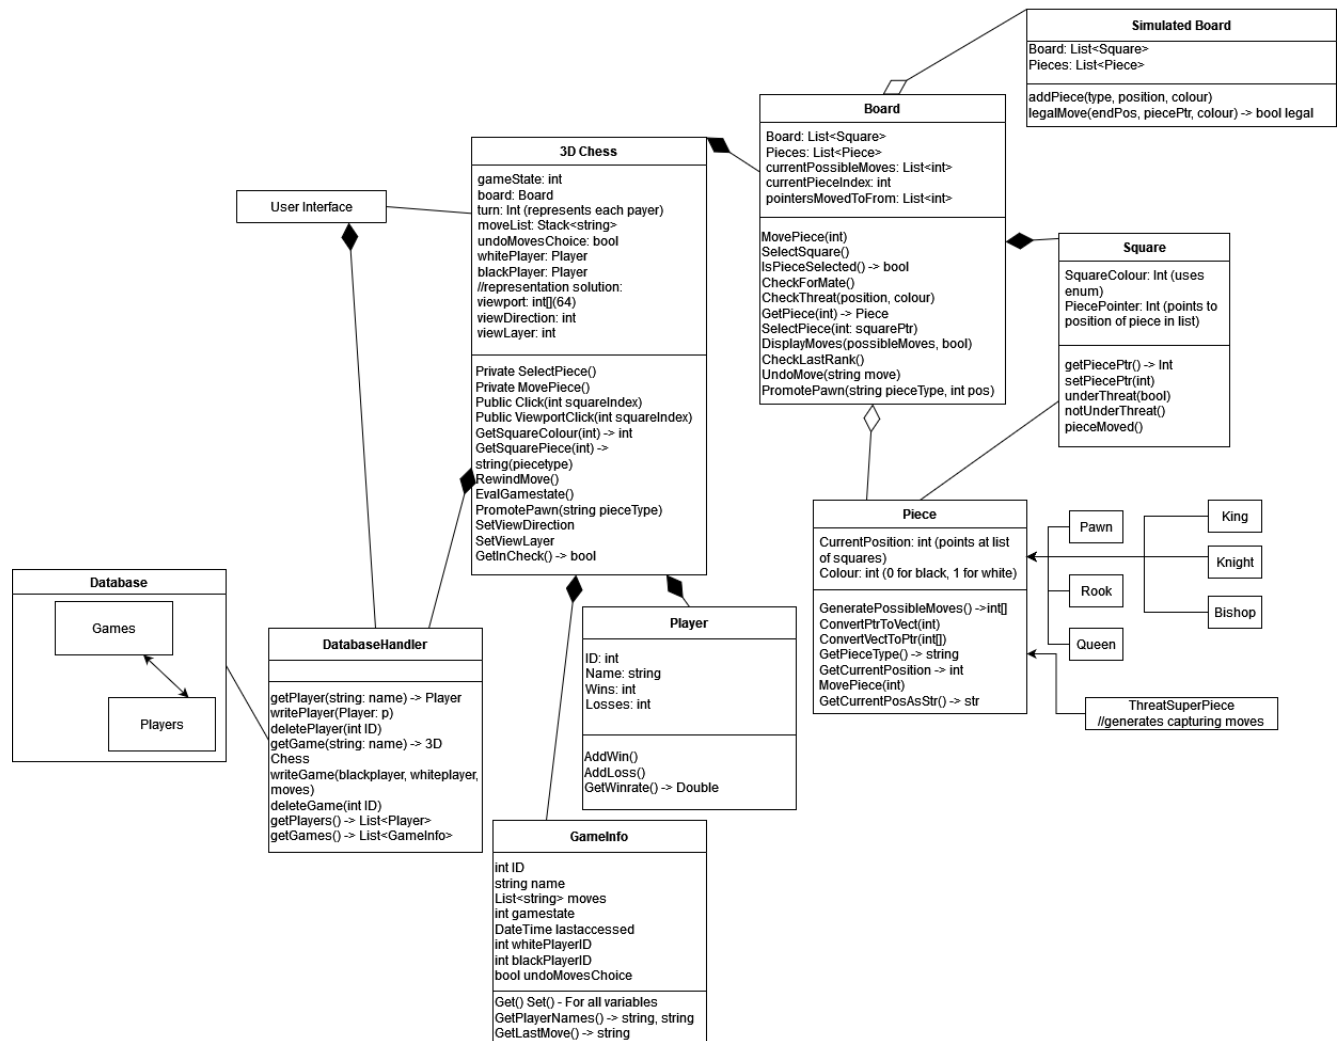 Simulated Board
Board: List<Square>
Pieces: List<Piece>
addPiece(type, position, colour)
legalMove(endPos, piecePtr, colour) -> bool legal
Board
Board: List<Square>
Pieces: List<Piece>
currentPossibleMoves: List<int>
currentPieceIndex: int
pointersMovedToFrom: List<int>
MovePiece(int)
SelectSquare()
IsPieceSelected() -> bool
CheckForMate()
CheckThreat(position, colour)
GetPiece(int) -> Piece
SelectPiece(int: squarePtr)
DisplayMoves(possibleMoves, bool)
CheckLastRank()
UndoMove(string move)
PromotePawn(string pieceType, int pos)
3D Chess
gameState: int
board: Board
turn: Int (represents each payer)
moveList: Stack<string>
undoMovesChoice: bool
whitePlayer: Player
blackPlayer: Player
//representation solution:
viewport: int[](64)
viewDirection: int
viewLayer: int
Private SelectPiece()
Private MovePiece()
Public Click(int squareIndex)
Public ViewportClick(int squareIndex)
GetSquareColour(int) -> int
GetSquarePiece(int) ->
string(piecetype)
RewindMove()
EvalGamestate()
PromotePawn(string pieceType)
SetViewDirection
SetViewLayer
GetInCheck() -> bool
User Interface
Square
SquareColour: Int (uses
enum)
PiecePointer: Int (points to
position of piece in list)
getPiecePtr() -> Int
setPiecePtr(int)
underThreat(bool)
notUnderThreat()
pieceMoved()
Piece
CurrentPosition: int (points at list
of squares)
Colour: int (0 for black, 1 for white)
GeneratePossibleMoves() ->int[]
ConvertPtrToVect(int)
ConvertVectToPtr(int[])
GetPieceType() -> string
GetCurrentPosition -> int
MovePiece(int)
GetCurrentPosAsStr() -> str
Pawn
Rook
Queen
King
Knight
Bishop
ThreatSuperPiece
//generates capturing moves
Database
Games
Players
DatabaseHandler
getPlayer(string: name) -> Player
writePlayer(Player: p)
deletePlayer(int ID)
getGame(string: name) -> 3D
Chess
writeGame(blackplayer, whiteplayer,
moves)
deleteGame(int ID)
getPlayers() -> List<Player>
getGames() -> List<GameInfo>
Player
ID: int
Name: string
Wins: int
Losses: int
AddWin()
AddLoss()
GetWinrate() -> Double
GameInfo
int ID
string name
List<string> moves
int gamestate
DateTime lastaccessed
int whitePlayerID
int blackPlayerID
bool undoMovesChoice
Get() Set() - For all variables
GetPlayerNames() -> string, string
GetLastMove() -> string